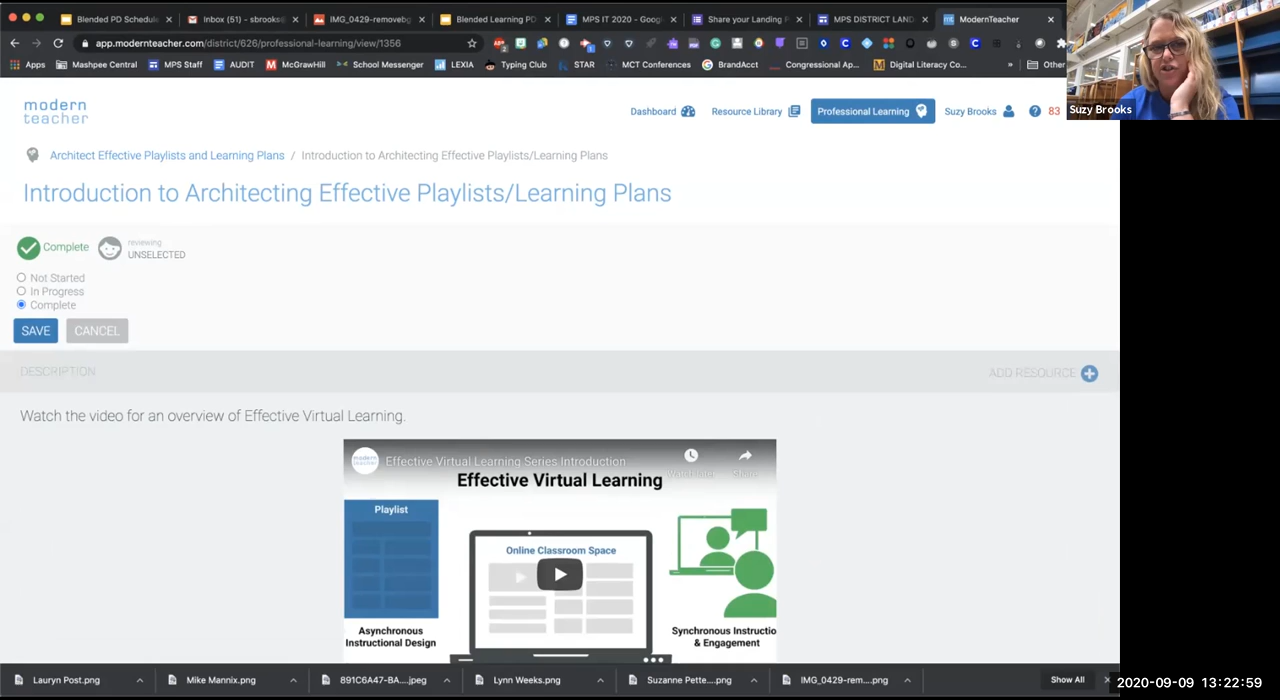 Blended PD Schedule
Inbox (51) - sbrooks@
IMG_0429-removebg
Blended Learning PD
MPS IT 2020 - Goog
Share your Landing P
MPS DISTRICT LAND
ModernTeacher
app.modernteacher.com/district/626/professional-learning/view/1356
Apps
Mashpee Central
MPS Staff
AUDIT
McGrawHill
School Messenger
LEXIA
Typing Club
STAR
MCT Conferences
BrandAcct
Congressional Ap...
Digital Literacy Co...
»
Other
Suzy Brooks
modern
teacher
Dashboard
Resource Library
Professional Learning
Suzy Brooks
83
Architect Effective Playlists and Learning Plans / Introduction to Architecting Effective Playlists/Learning Plans
Introduction to Architecting Effective Playlists/Learning Plans
Complete
reviewing
UNSELECTED
Not Started
In Progress
Complete
SAVE
CANCEL
DESCRIPTION
ADD RESOURCE
Watch the video for an overview of Effective Virtual Learning.
modern
teacher
Effective Virtual Learning Series Introduction
Watch later
Share
Effective Virtual Learning
Playlist
Online Classroom Space
Asynchronous
Instructional Design
Synchronous Instructio
& Engagement
Lauryn Post.png
Mike Mannix.png
891C6A47-BA....jpeg
Lynn Weeks.png
Suzanne Pette....png
IMG_0429-rem....png
Show All
2020-09-09 13:22:59